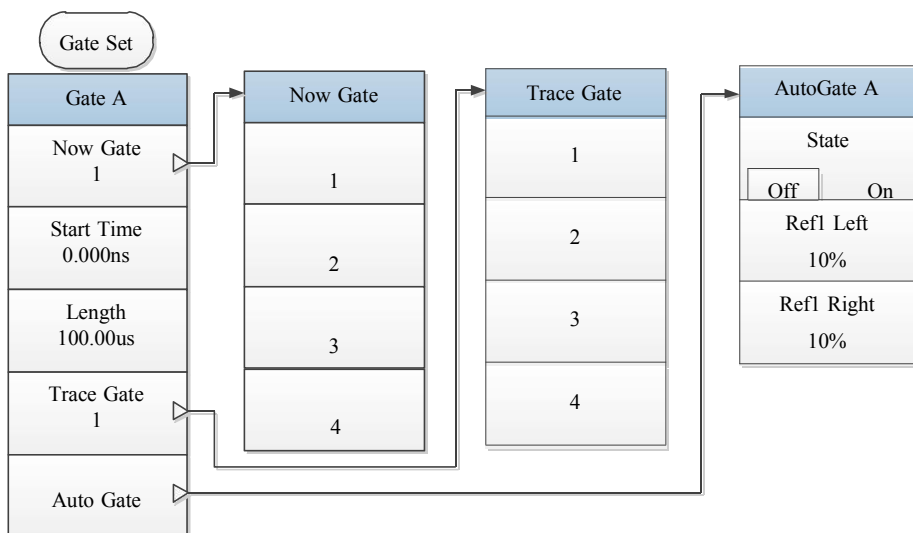 Gate Set
Gate A
Now Gate
1
Start Time
0.000ns
Length
100.00us
Trace Gate
1
Auto Gate
Now Gate
1
2
3
4
Trace Gate
1
2
3
4
AutoGate A
State
Off On
Ref1 Left
10%
Ref1 Right
10%